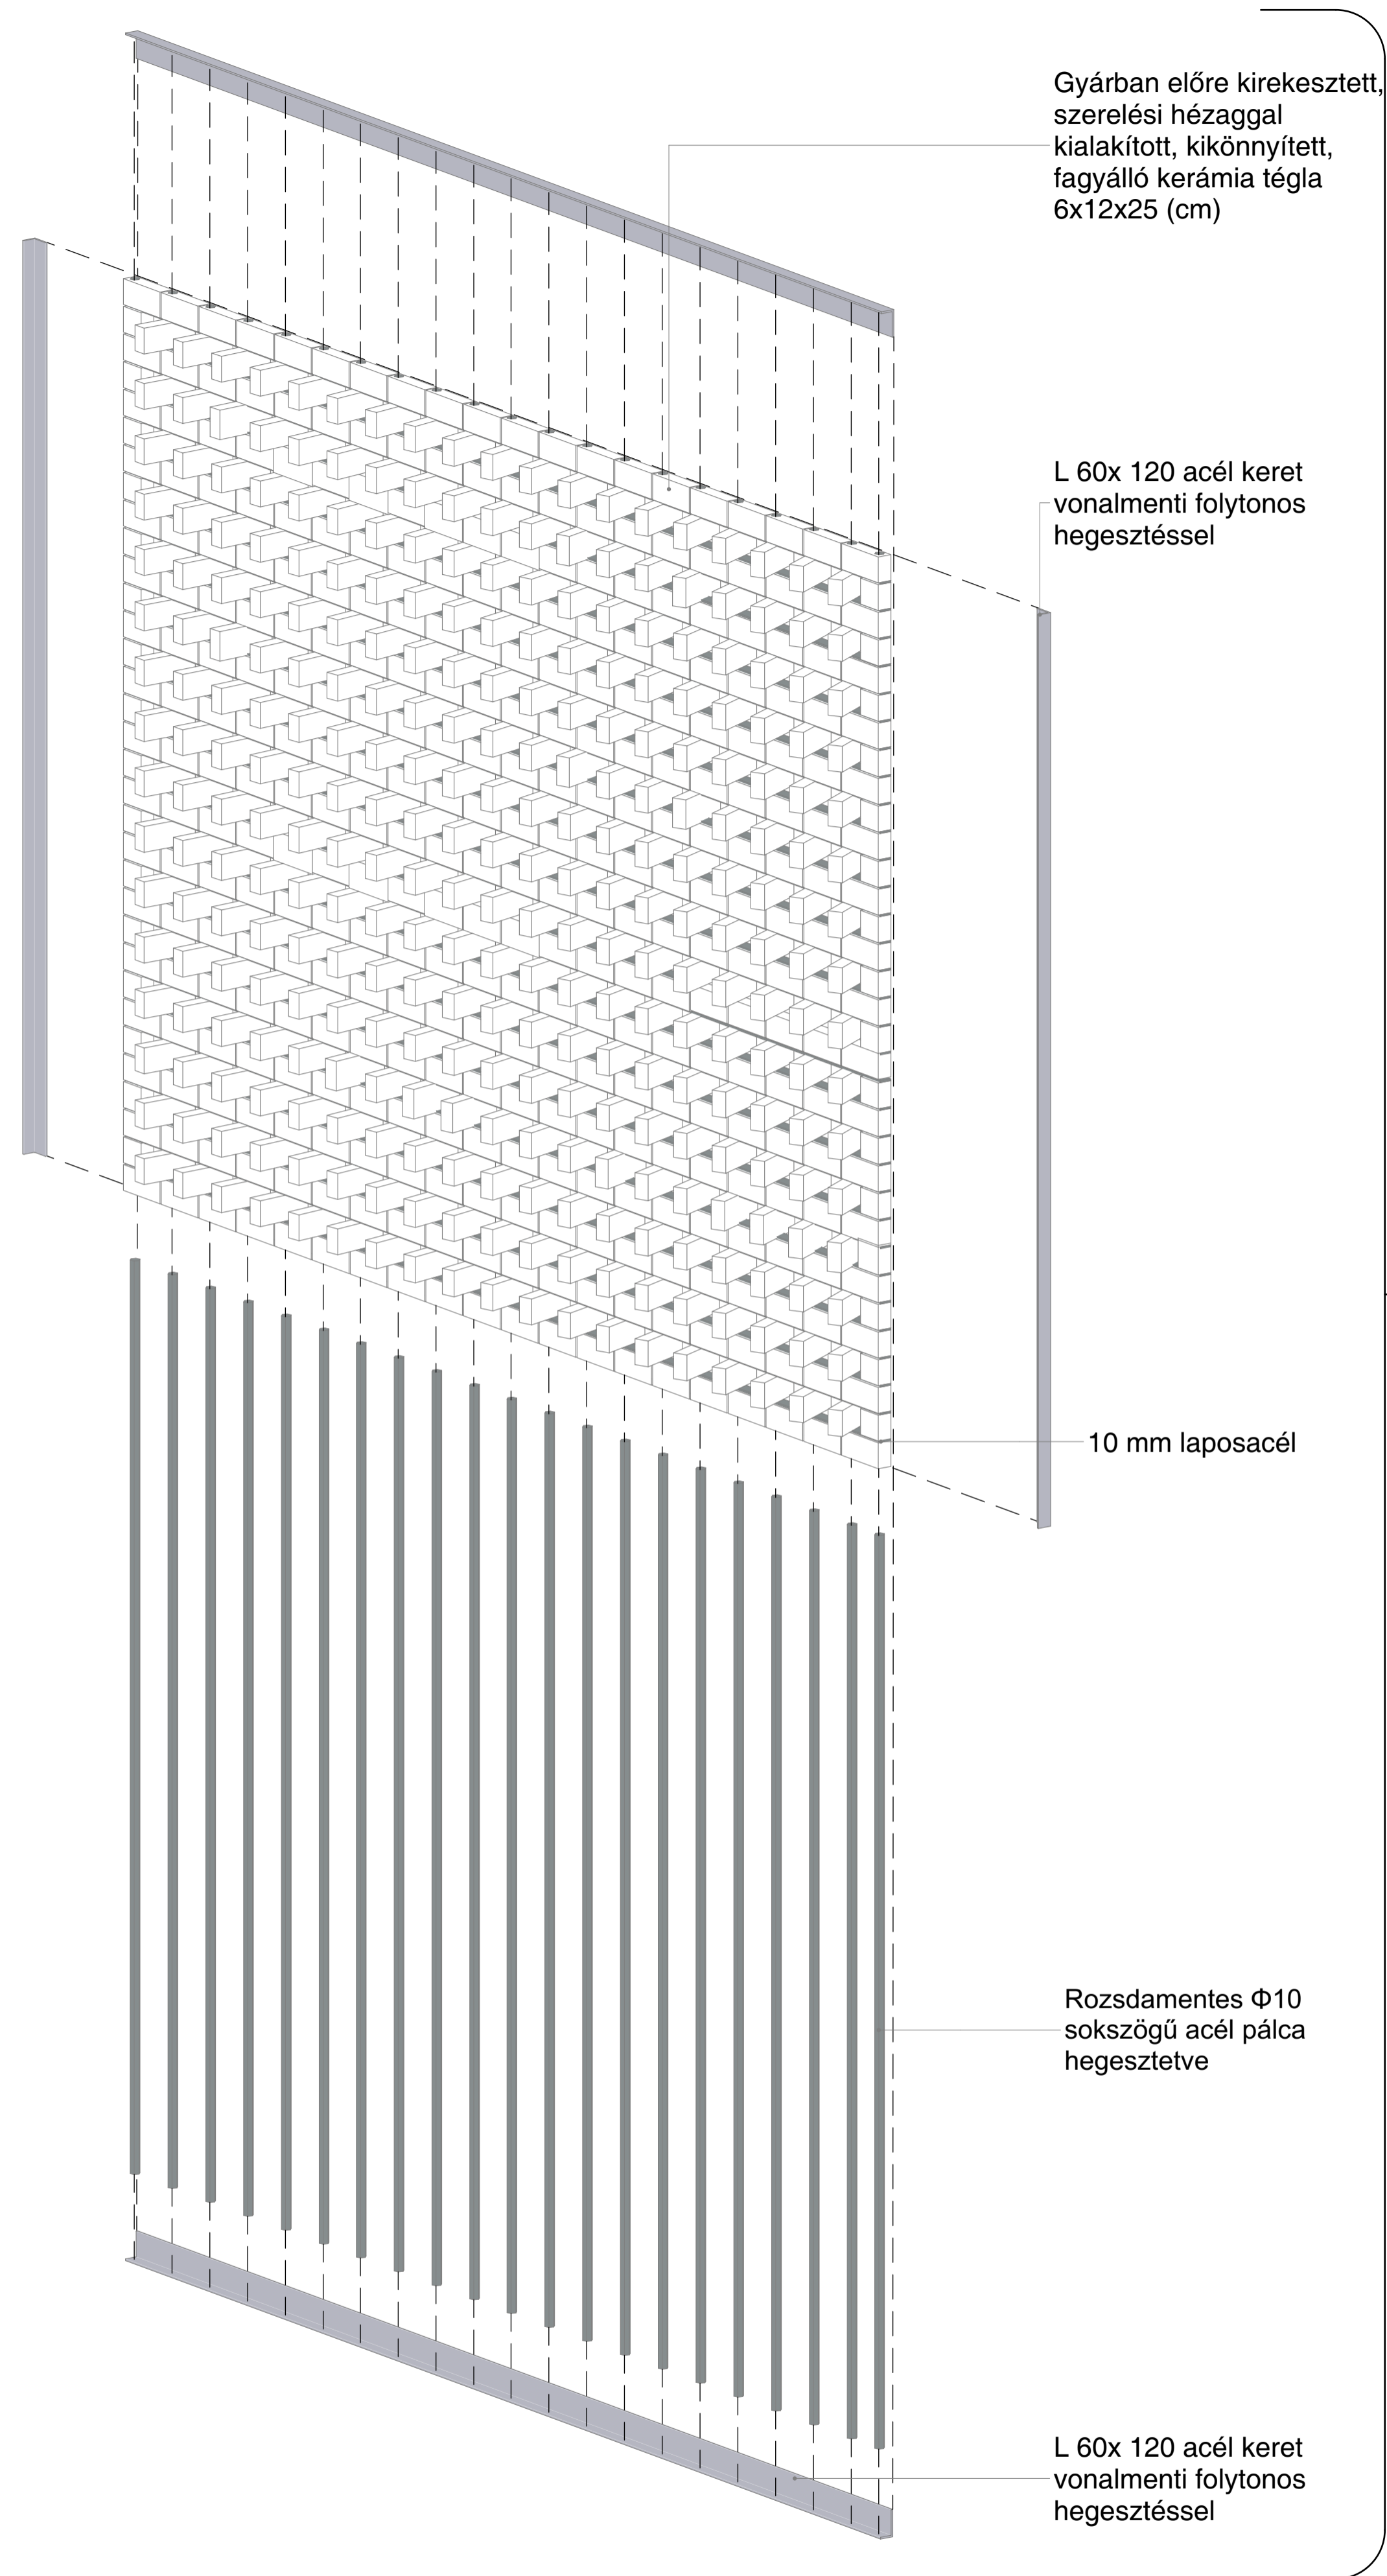 Gyárban előre kirekesztett,
szerelési hézaggal
kialakított, kikönnyített,
fagyálló kerámia tégla
6x12x25 (cm)
L 60x 120 acél keret
vonalmenti folytonos
hegesztéssel
10 mm laposacél
Rozsdamentes Φ10
sokszögű acél pálca
hegesztetve
L 60x 120 acél keret
vonalmenti folytonos
hegesztéssel